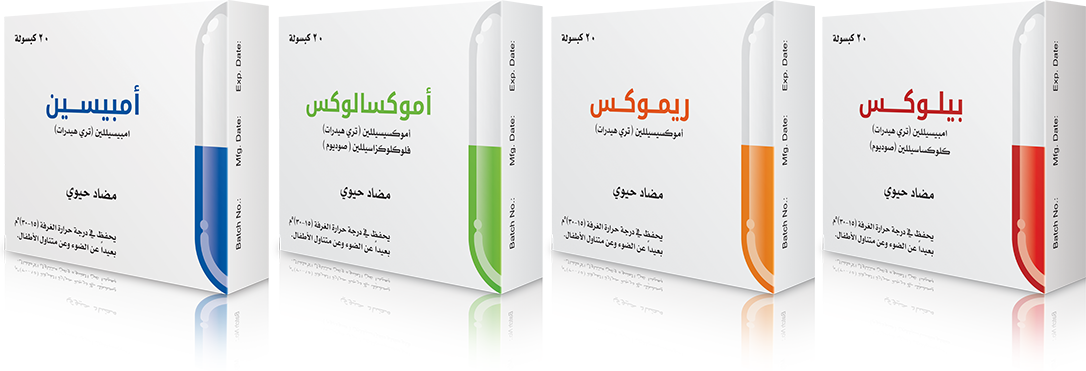 ٢٠ كبسولة
أمبيسين
امبيسيللين (تري هيدرات)
مضاد حيوي
يحفظ في درجة حرارة الغرفة (١٥-٣٠)°م
بعيداً عن الضوء وعن متناول الأطفال.
Batch No.: Mfg. Date: Exp. Date:
٢٠ كبسولة
أموكسالوكس
اموكسيسيللين (تري هيدرات)
فلوكلوكزاسيللين ( صوديوم )
مضاد حيوي
يحفظ في درجة حرارة الغرفة (١٥-٣٠)°م
بعيداً عن الضوء وعن متناول الأطفال.
Batch No.: Mfg. Date: Exp. Date:
٢٠ كبسولة
ريموكس
أموكسيسيللين (تري هيدرات)
مضاد حيوي
يحفظ في درجة حرارة الغرفة (١٥-٣٠)°م
بعيداً عن الضوء وعن متناول الأطفال.
Batch No.: Mfg. Date: Exp. Date:
٢٠ كبسولة
بيلوكس
امبيسيللين (تري هيدرات)
كلوكساسيللين (صوديوم)
مضاد حيوي
يحفظ في درجة حرارة الغرفة (١٥-٣٠)°م
بعيداً عن الضوء وعن متناول الأطفال.
Batch No.: Mfg. Date: Exp. Date: